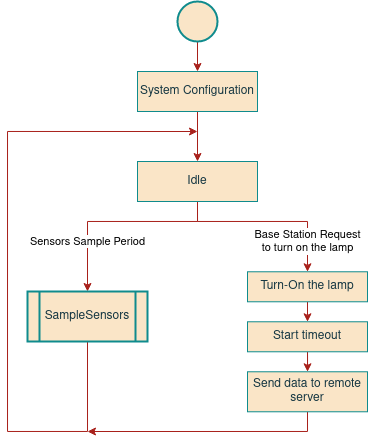 System Configuration
Idle
Sensors Sample Period
Base Station Request
to turn on the lamp
SampleSensors
Turn-On the lamp
Start timeout
Send data to remote
server